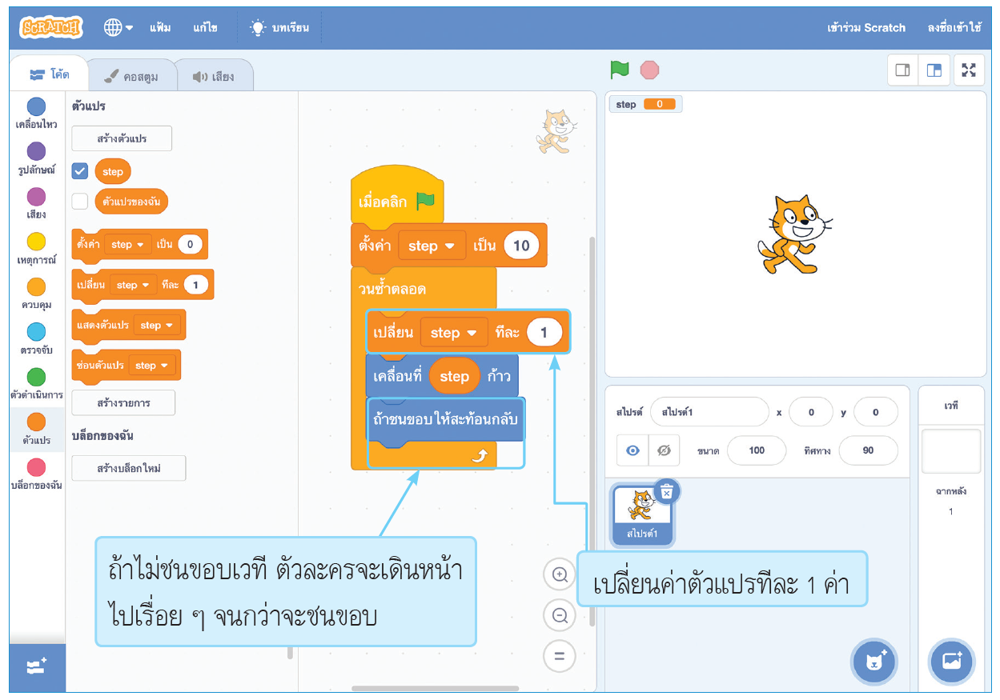 SCRATCH แฟ้ม แก้ไข บทเรียน เข้าร่วม Scratch ลงชื่อเข้าใช้
โค้ด คอสตูม เสียง
เคลื่อนไหว
รูปลักษณ์
เสียง
เหตุการณ์
ควบคุม
ตรวจจับ
ตัวดำเนินการ
ตัวแปร
บล็อกของฉัน
ตัวแปร
สร้างตัวแปร
step
ตัวแปรของฉัน
ตั้งค่า step เป็น 0
เปลี่ยน step ทีละ 1
แสดงตัวแปร step
ซ่อนตัวแปร step
สร้างรายการ
บล็อกของฉัน
สร้างบล็อกใหม่
เมื่อคลิก
ตั้งค่า step เป็น 10
วนซ้ำตลอด
เปลี่ยน step ทีละ 1
เคลื่อนที่ step ก้าว
ถ้าชนขอบ ให้สะท้อนกลับ
ถ้าไม่ชนขอบเวที ตัวละครจะเดินหน้า
ไปเรื่อย ๆ จนกว่าจะชนขอบ
เปลี่ยนค่าตัวแปรทีละ 1 ค่า
step 0
สไปรต์ สไปรต์1 x 0 y 0
ขนาด 100 ทิศทาง 90
สไปรต์1
เวที
ฉากหลัง
1